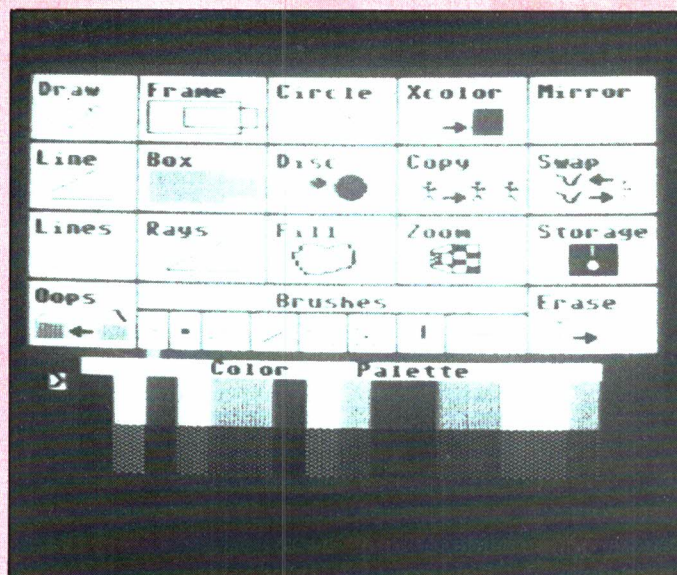 Draw Frame Circle Xcolor Mirror
Line Box Disc Copy Swap
Lines Rays Fill Zoom Storage
Oops Brushes Erase
Color Palette